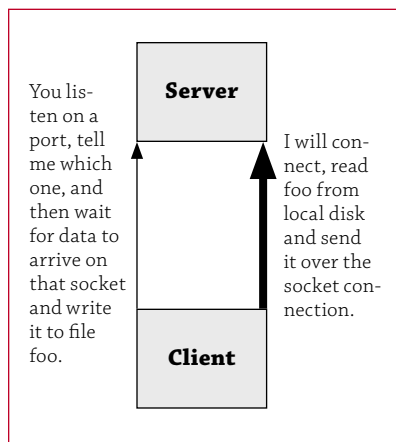 Server
You lis-
ten on a
port, tell
me which
one, and
then wait
for data to
arrive on
that socket
and write
it to file
foo.
I will con-
nect, read
foo from
local disk
and send
it over the
socket con-
nection.
Client